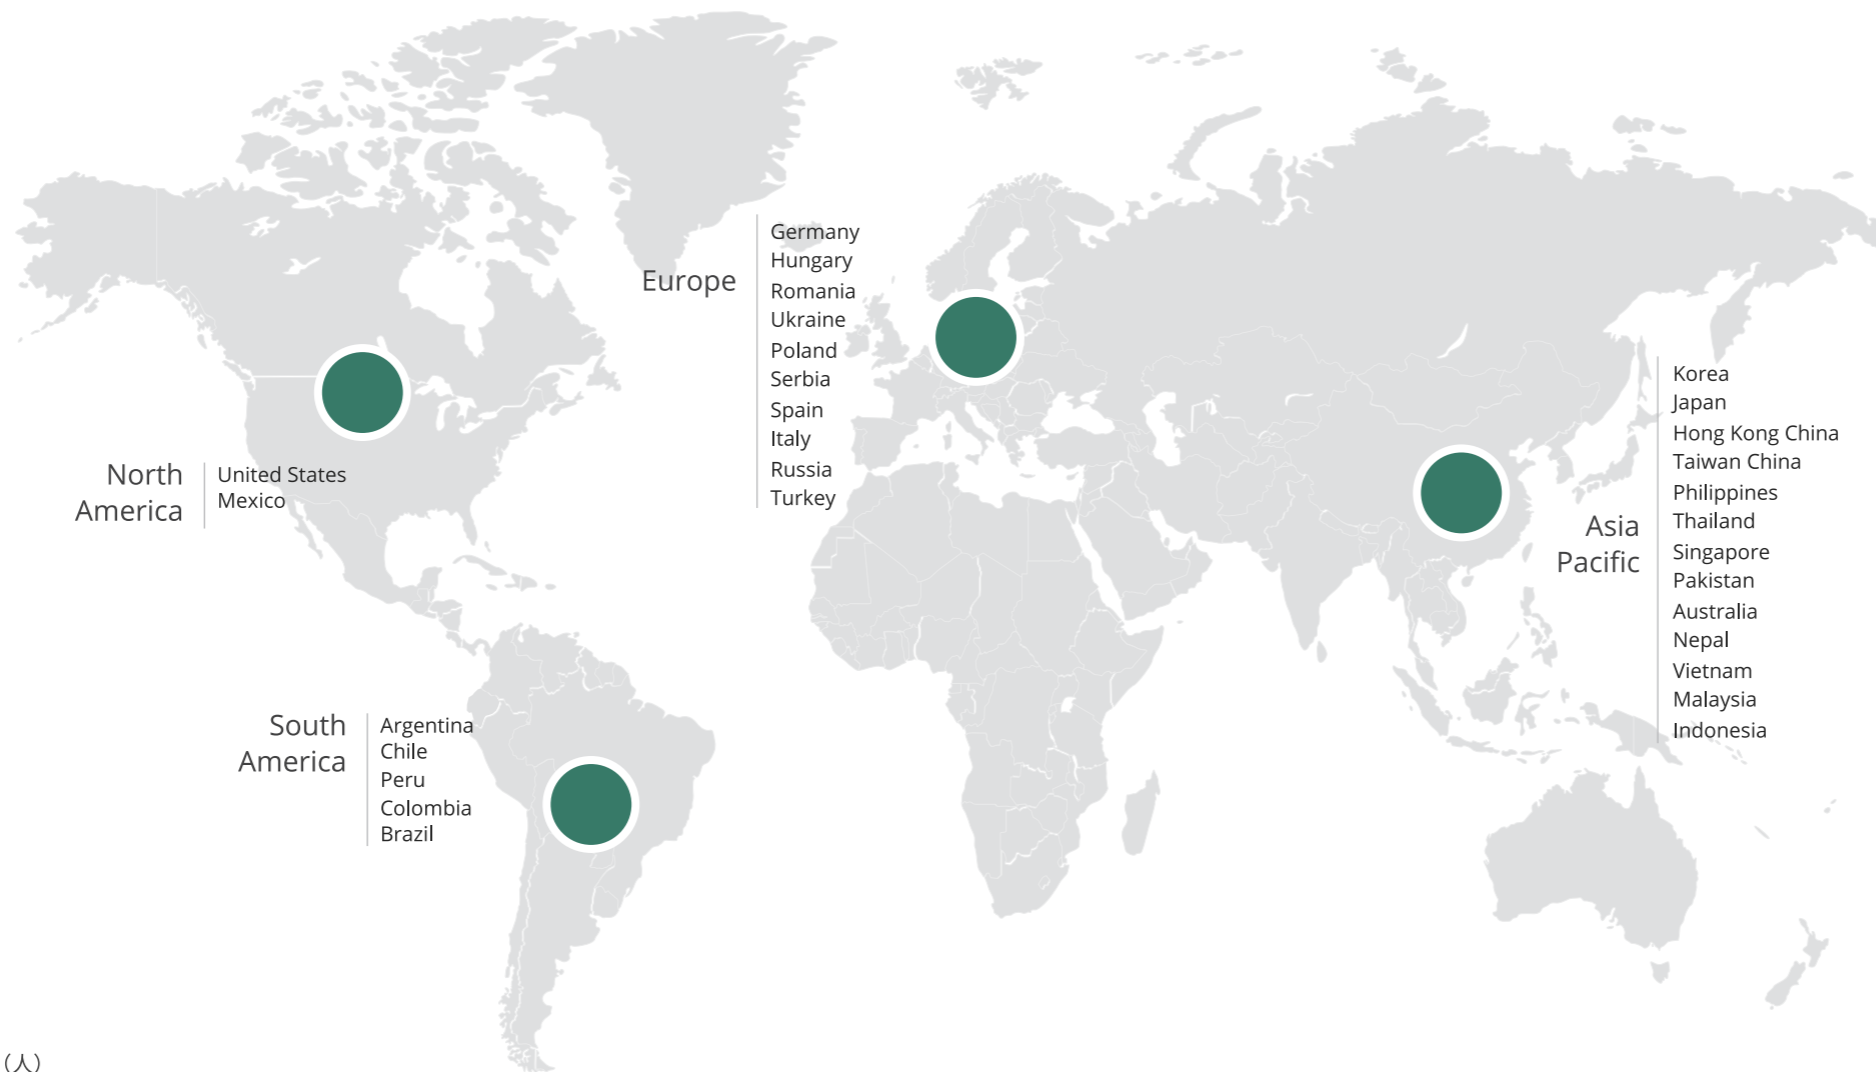 Europe
Germany
Hungary
Romania
Ukraine
Poland
Serbia
Spain
Italy
Russia
Turkey
North
America
United States
Mexico
Asia
Pacific
Korea
Japan
Hong Kong China
Taiwan China
Philippines
Thailand
Singapore
Pakistan
Australia
Nepal
Vietnam
Malaysia
Indonesia
South
America
Argentina
Chile
Peru
Colombia
Brazil
（人）